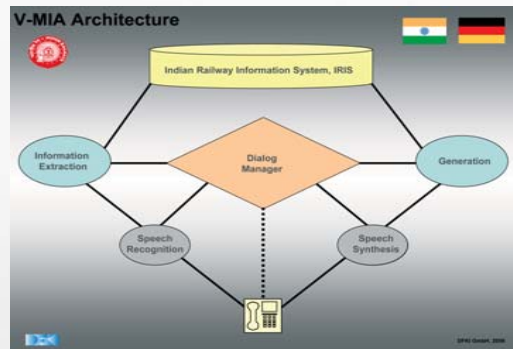 V-MIA Architecture
Indian Railway Information System, IRIS
Information
Extraction
Dialog
Manager
Generation
Speech
Recognition
Speech
Synthesis